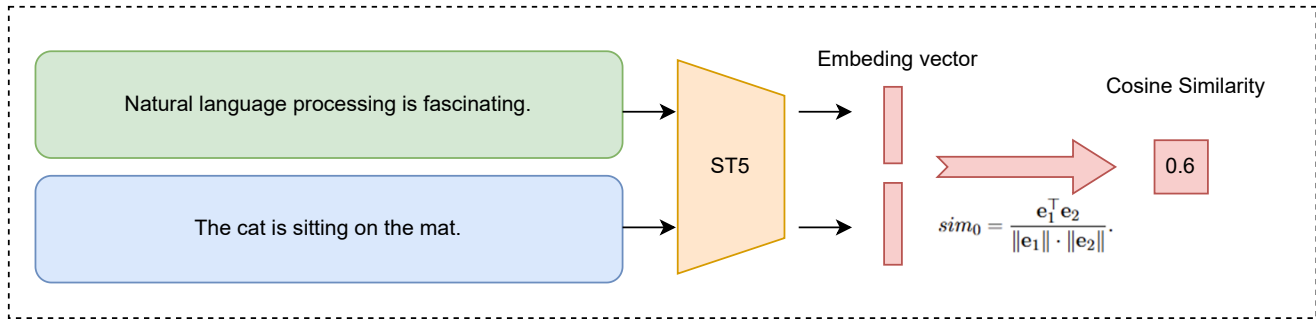 Embeding vector
Cosine Similarity
Natural language processing is fascinating.
ST5
0.6
The cat is sitting on the mat.
sim₀ = e₁ᵀe₂ / ‖e₁‖ · ‖e₂‖.